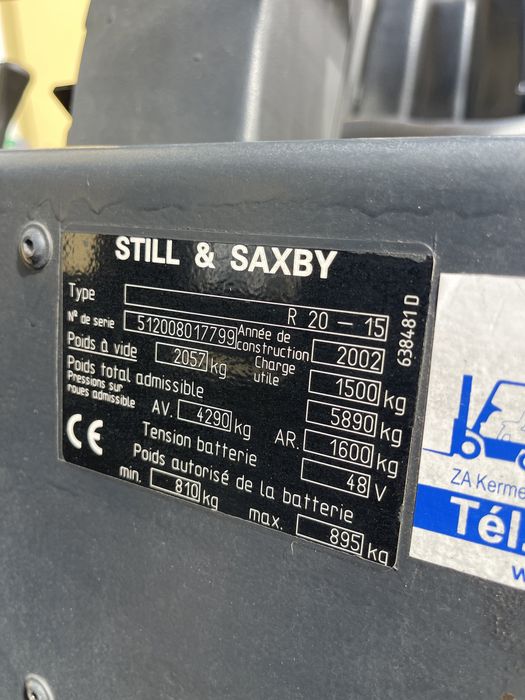 STILL & SAXBY
Type R 20 - 15
N° de série 512008017799 Année de construction 2002
Poids à vide 2057 kg Charge utile 1500 kg
Poids total admissible 5890 kg
Pressions sur roues admissible AV. 4290 kg AR. 1600 kg
Tension batterie 48 V
Poids autorisé de la batterie
min. 810 kg max. 895 kg
CE
638481 D
ZA Kerme
Tél.
w